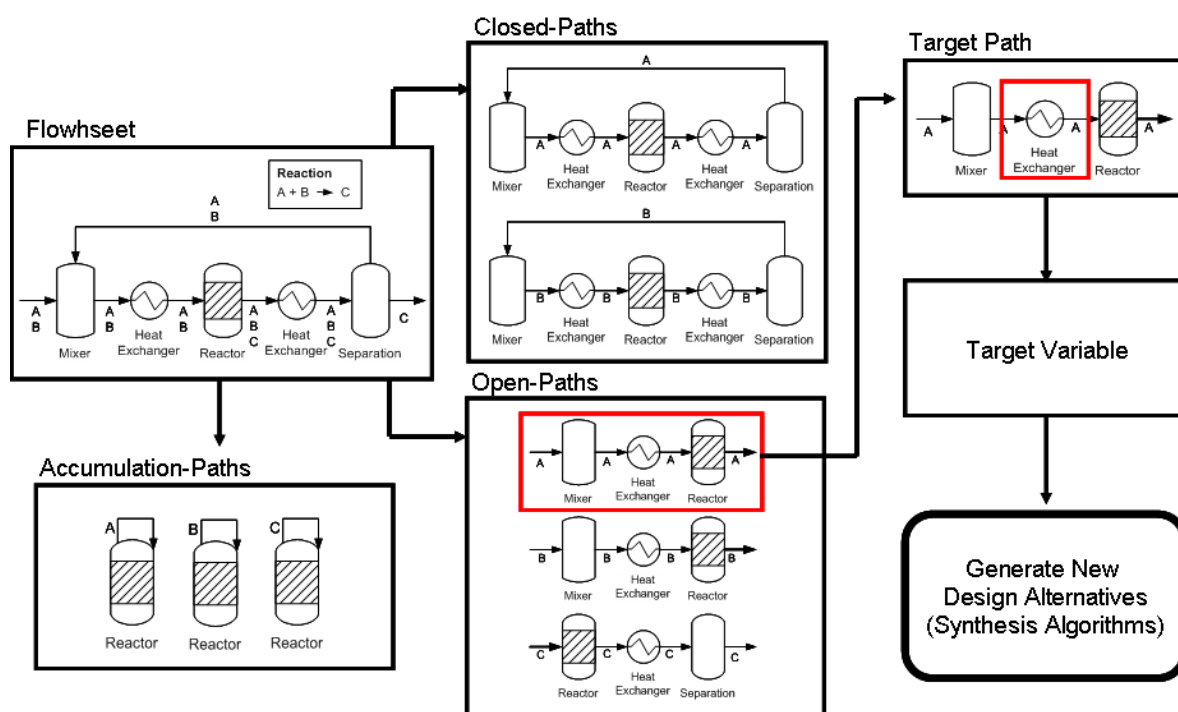 Closed-Paths
Target Path
Flowhseet
A
A
A
A
A
Mixer
Heat
Exchanger
Reactor
Heat
Exchanger
Separation
B
B
B
B
B
Mixer
Heat
Exchanger
Reactor
Heat
Exchanger
Separation
A
A
A
A
Mixer
Heat
Exchanger
Reactor
Reaction
A + B C
A
B
A
B
A
B
A
B
A
B
C
A
B
C
C
Mixer
Heat
Exchanger
Reactor
Heat
Exchanger
Separation
Target Variable
Open-Paths
A
A
A
A
Mixer
Heat
Exchanger
Reactor
B
B
B
B
Mixer
Heat
Exchanger
Reactor
C
C
C
C
Reactor
Heat
Exchanger
Separation
Accumulation-Paths
A
B
C
Reactor
Reactor
Reactor
Generate New
Design Alternatives
(Synthesis Algorithms)